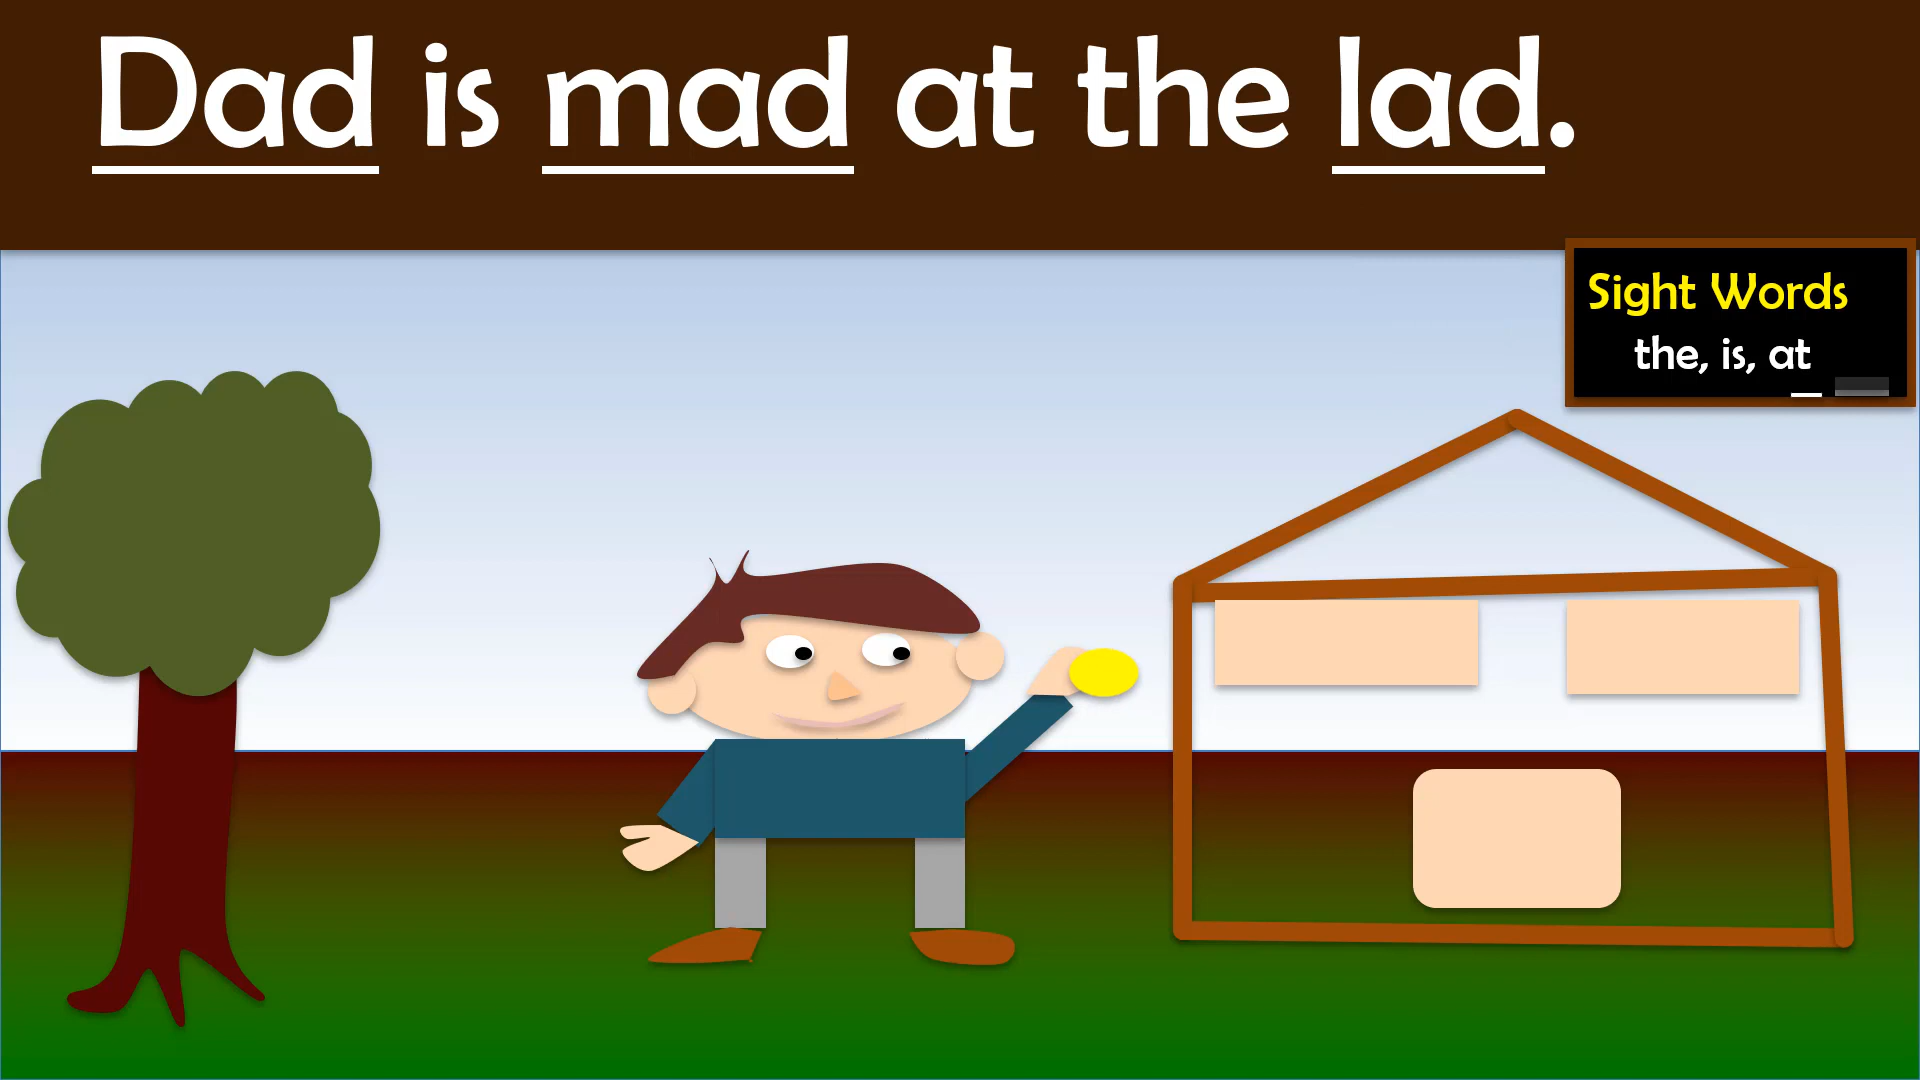 Dad is mad at the lad.
Sight Words
the, is, at